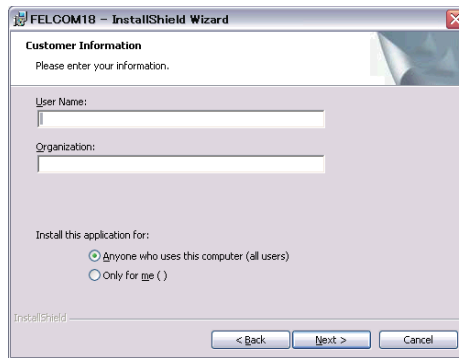 FELCOM18 - InstallShield Wizard
Customer Information
Please enter your information.
User Name:
Organization:
Install this application for:
Anyone who uses this computer (all users)
Only for me ( )
InstallShield
< Back
Next >
Cancel